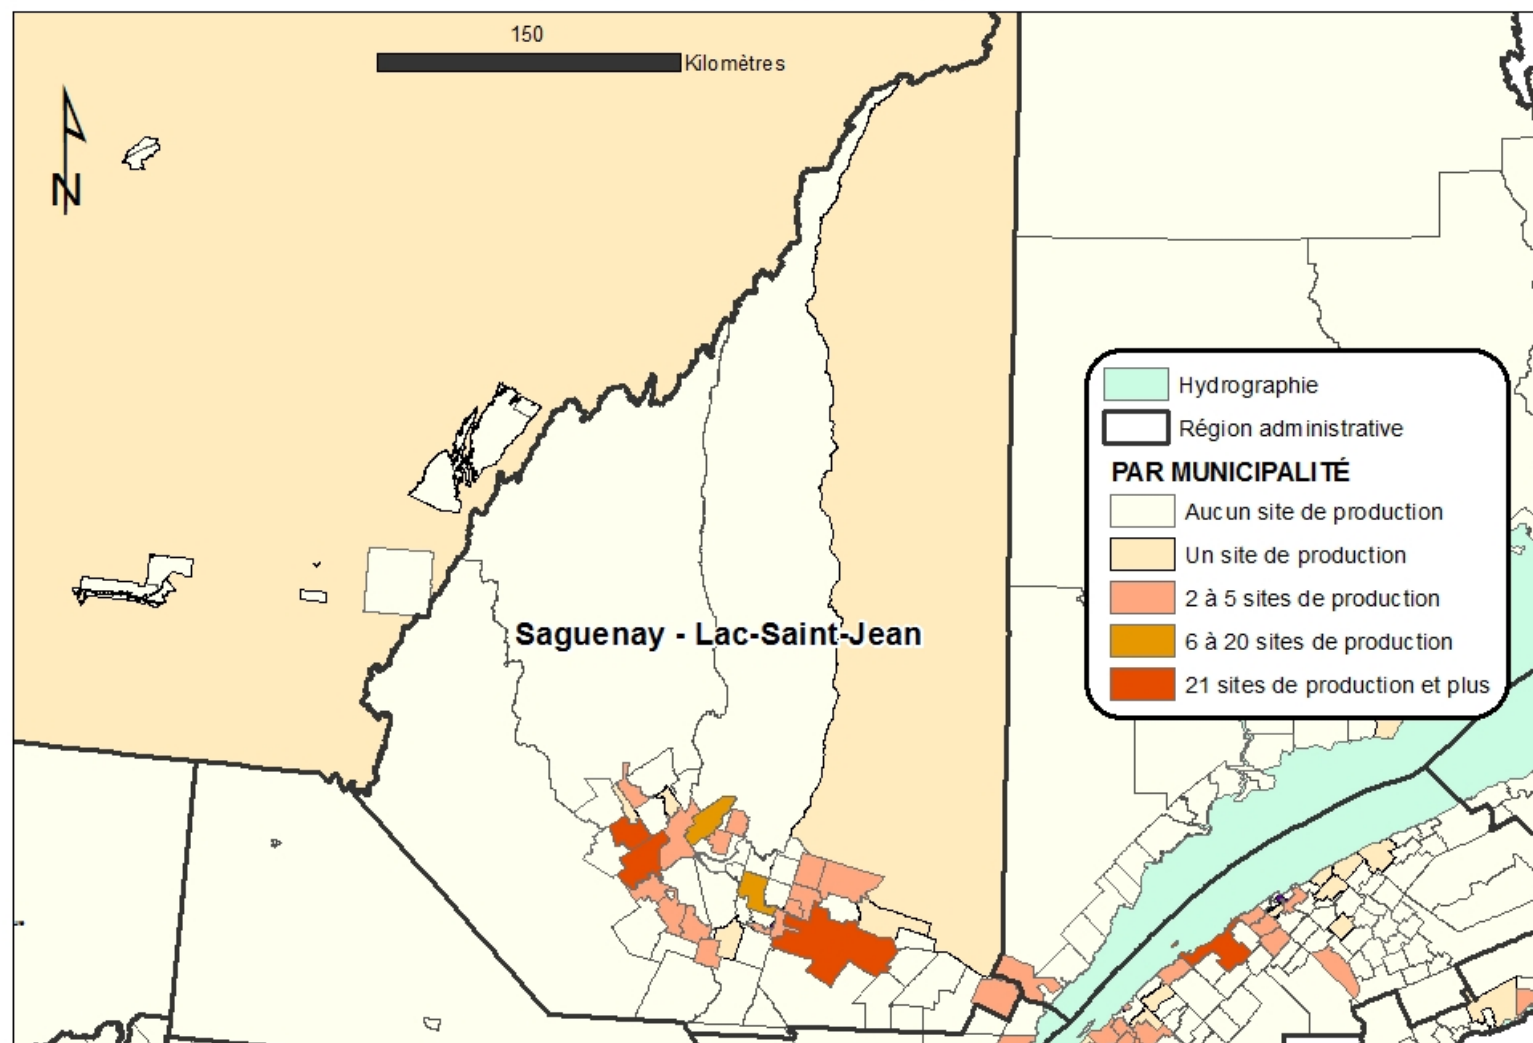 150
Kilomètres
N
Hydrographie
Région administrative
PAR MUNICIPALITÉ
Aucun site de production
Un site de production
2 à 5 sites de production
6 à 20 sites de production
21 sites de production et plus
Saguenay - Lac-Saint-Jean